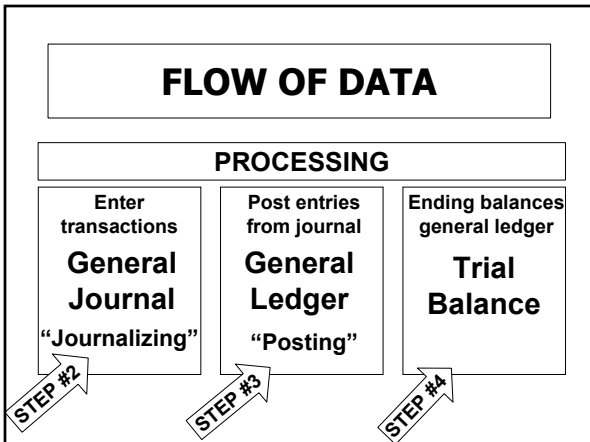 FLOW OF DATA
PROCESSING
Enter
transactions
General
Journal
“Journalizing”
STEP #2
Post entries
from journal
General
Ledger
“Posting”
STEP #3
Ending balances
general ledger
Trial
Balance
STEP #4